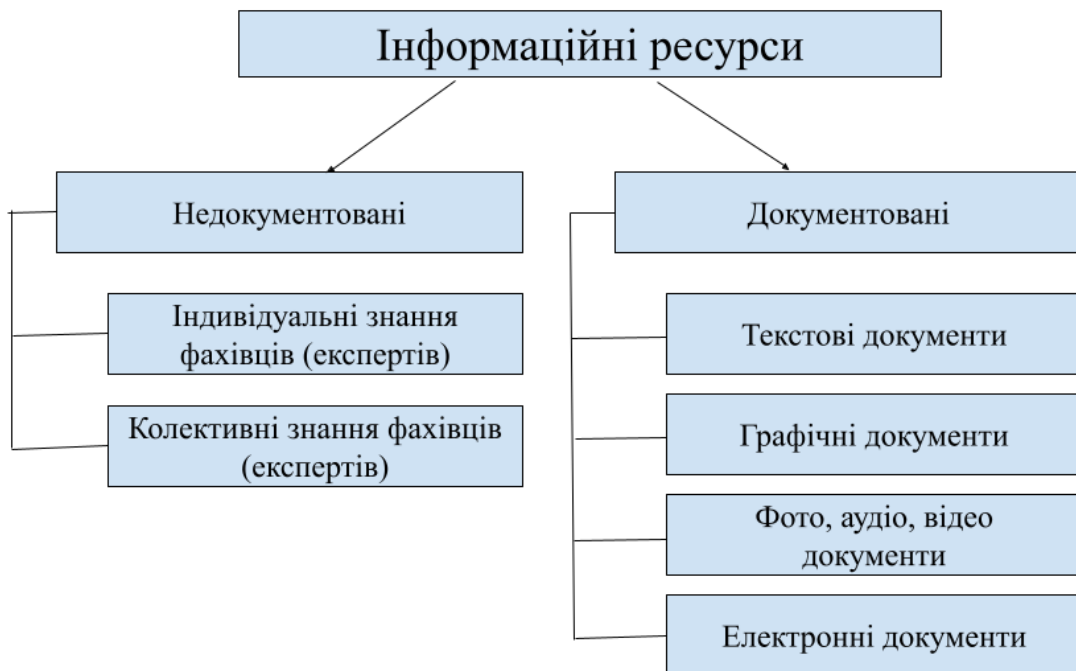 Інформаційні ресурси
Недокументовані
Індивідуальні знання
фахівців (експертів)
Колективні знання фахівців
(експертів)
Документовані
Текстові документи
Графічні документи
Фото, аудіо, відео
документи
Електронні документи